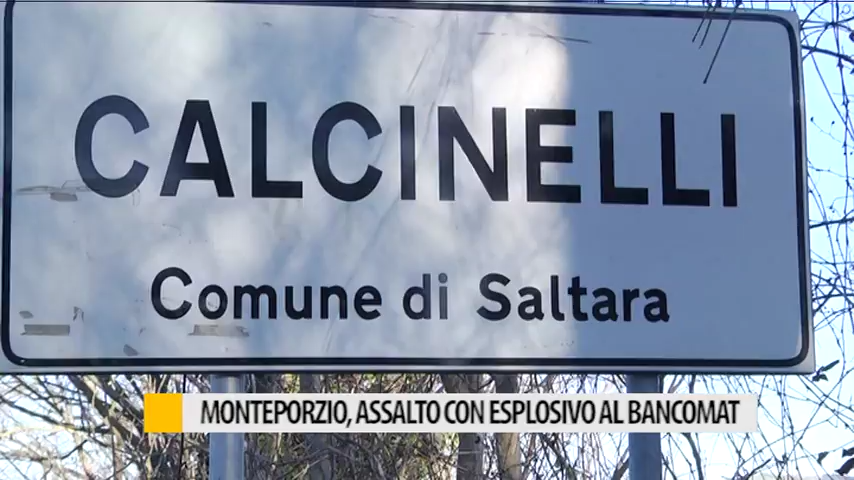 CALCINELLI
Comune di Saltara
MONTEPORZIO, ASSALTO CON ESPLOSIVO AL BANCOMAT